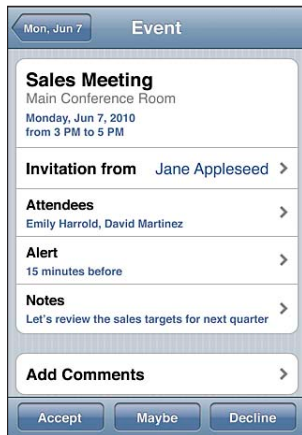 Mon, Jun 7
Event
Sales Meeting
Main Conference Room
Monday, Jun 7, 2010
from 3 PM to 5 PM
Invitation from Jane Appleseed
Attendees
Emily Harrold, David Martinez
Alert
15 minutes before
Notes
Let's review the sales targets for next quarter
Add Comments
Accept Maybe Decline